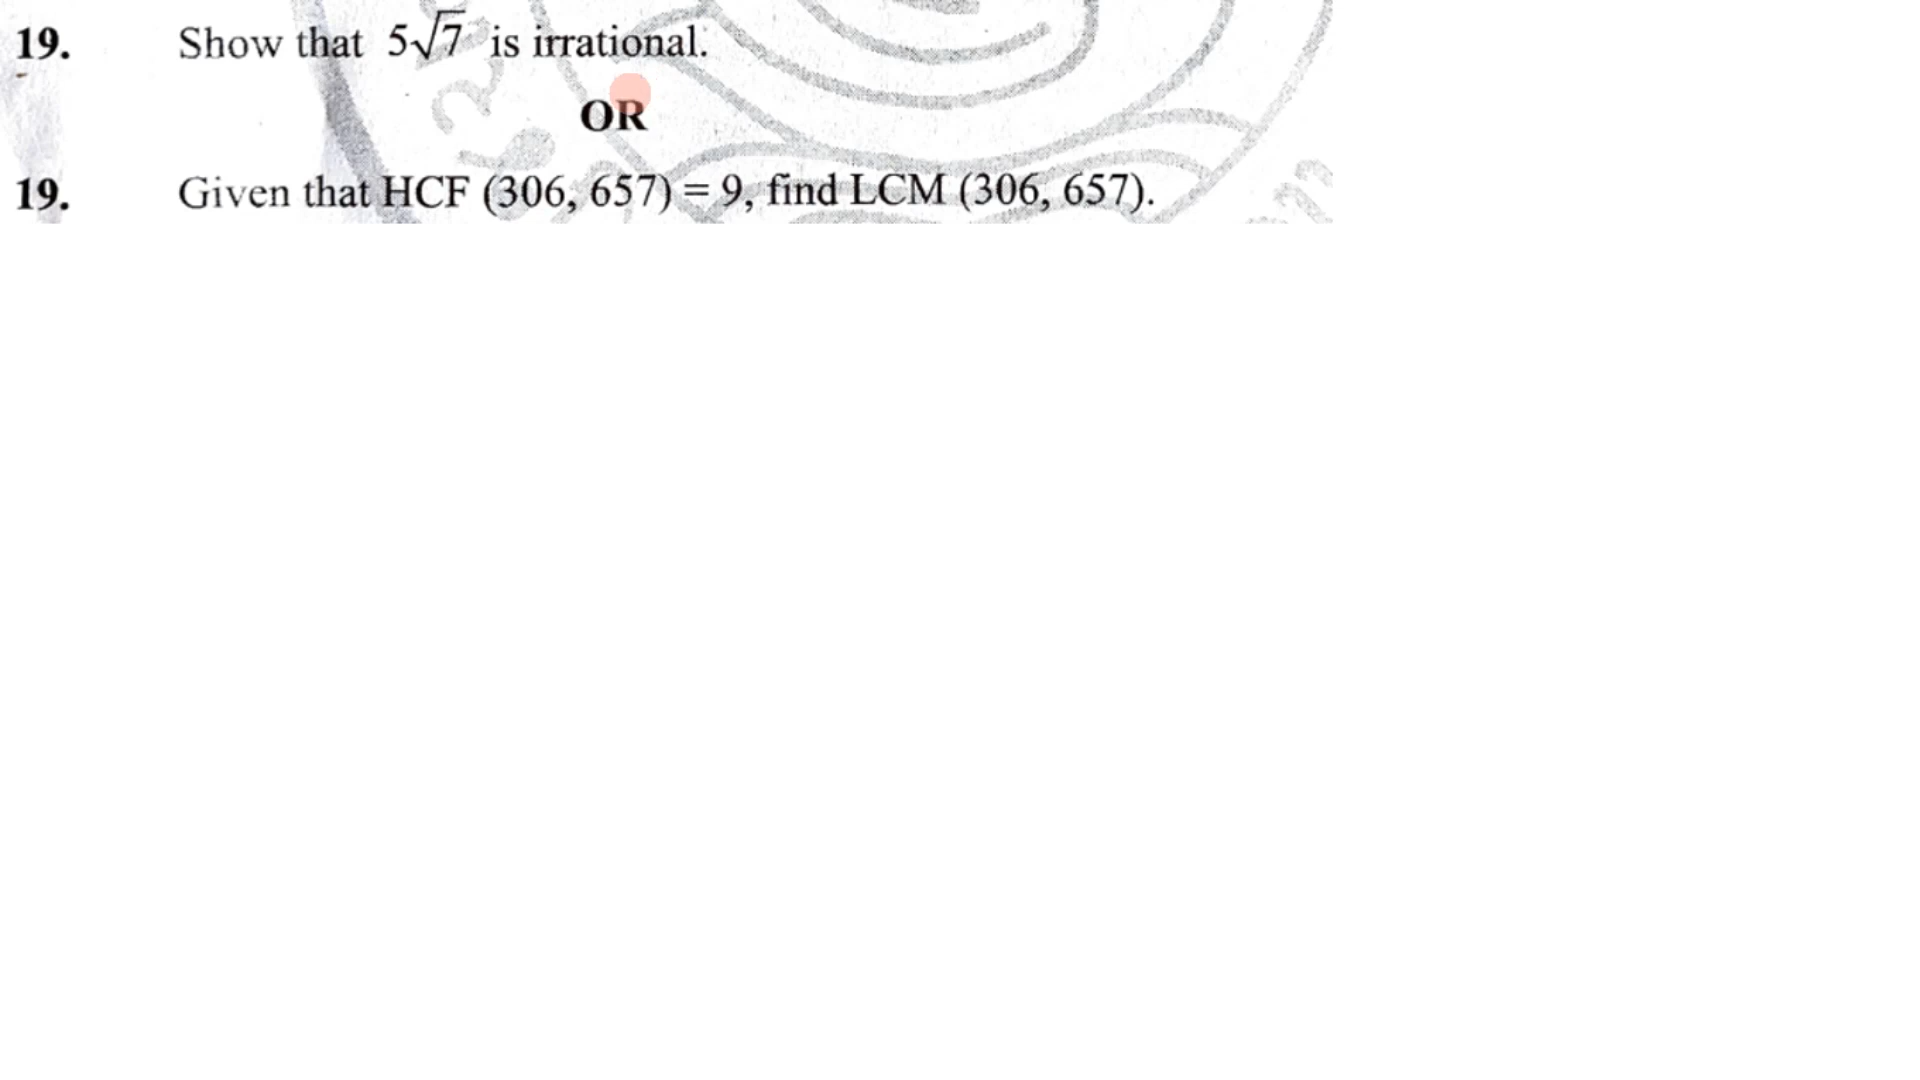 19. Show that 5√7 is irrational.
OR
19. Given that HCF (306, 657) = 9, find LCM (306, 657).